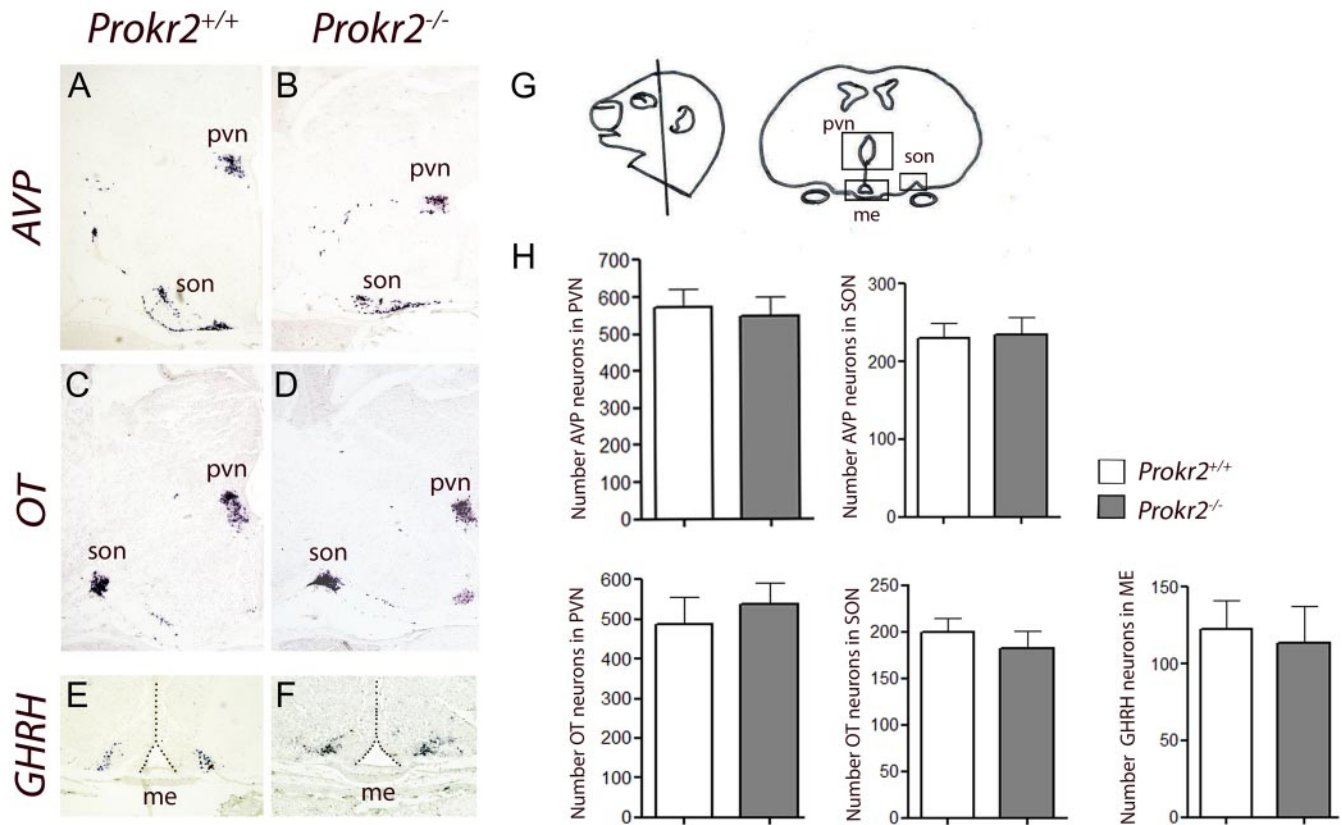 Prokr2+/+
Prokr2-/-
AVP
A
pvn
son
B
pvn
son
OT
C
pvn
son
D
pvn
son
GHRH
E
me
F
me
G
pvn
son
me
H
Number AVP neurons in PVN
700
600
500
400
300
200
100
0
Number AVP neurons in SON
300
200
100
0
Prokr2+/+
Prokr2-/-
Number OT neurons in PVN
600
500
400
300
200
100
0
Number OT neurons in SON
250
200
150
100
50
0
Number GHRH neurons in ME
150
100
50
0